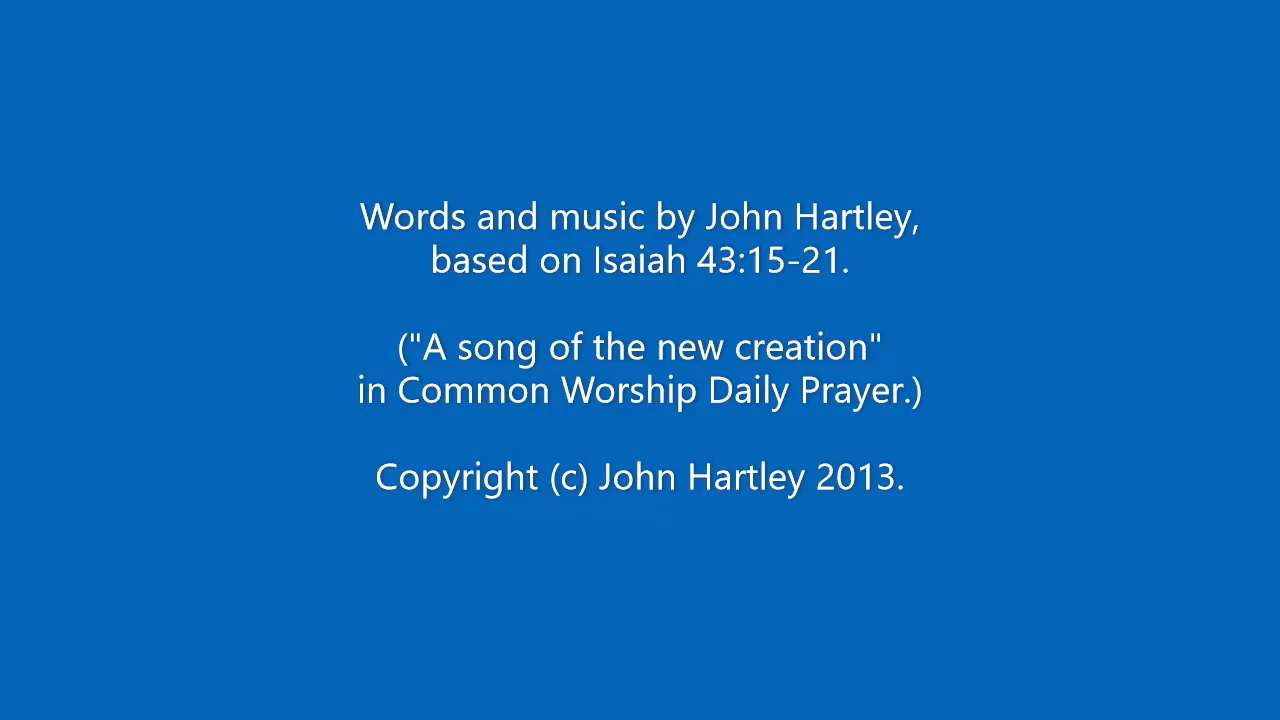 Words and music by John Hartley,
based on Isaiah 43:15-21.
("A song of the new creation"
in Common Worship Daily Prayer.)
Copyright (c) John Hartley 2013.